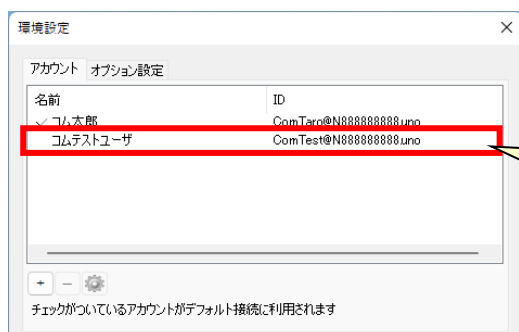 環境設定
アカウント オプション設定
名前 ID
コム太郎 ComTaro@N888888888.uno
コムテストユーザ ComTest@N888888888.uno
+ −
チェックがついているアカウントがデフォルト接続に利用されます